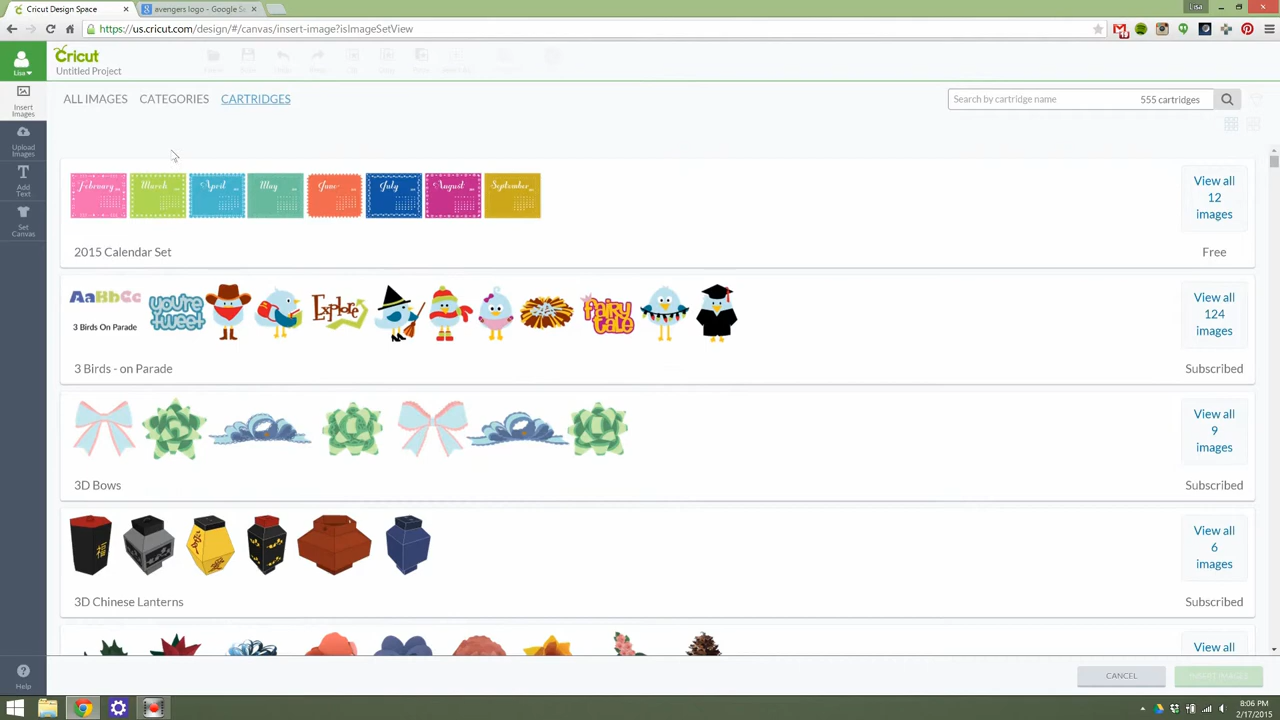 Cricut Design Space
avengers logo - Google S
Lisa
https://us.cricut.com/design/#/canvas/insert-image?isImageSetView
Lisa
Cricut
Untitled Project
Insert
Images
Upload
Images
Add
Text
Set
Canvas
Help
ALL IMAGES
CATEGORIES
CARTRIDGES
Search by cartridge name
555 cartridges
February
March
April
May
June
July
August
September
View all
12
images
2015 Calendar Set
Free
AaBbCc
3 Birds On Parade
you're
tweet
Explore
fairy
tale
View all
124
images
3 Birds - on Parade
Subscribed
View all
9
images
3D Bows
Subscribed
福
View all
6
images
3D Chinese Lanterns
Subscribed
View all
CANCEL
INSERT IMAGES
8:06 PM
2/17/2015